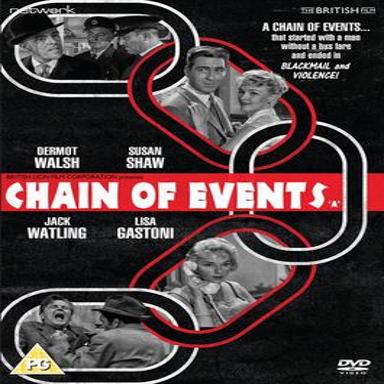 network
THE BRITISH FILM
A CHAIN OF EVENTS...
that started with a man
without a bus fare
and ended in
BLACKMAIL and
VIOLENCE!
DERMOT
WALSH
SUSAN
SHAW
BRITISH LION FILM CORPORATION presents
CHAIN OF EVENTS 'A'
JACK
WATLING
LISA
GASTONI
PG
DVD
VIDEO